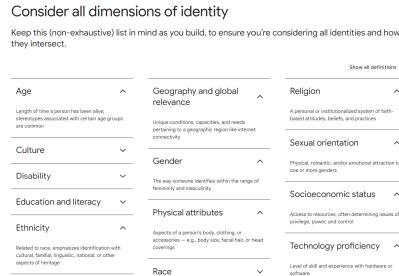 Consider all dimensions of identity
Keep this (non-exhaustive) list in mind as you build, to ensure you're considering all identities and how
they intersect.
Show all definitions
Age
Length of time a person has been alive;
stereotypes associated with certain age groups
are common
Culture
Disability
Education and literacy
Ethnicity
Related to race, emphasizes identification with
cultural, familial, linguistic, national, or other
aspects of heritage
Geography and global
relevance
Unique conditions, capacities, and needs
pertaining to a geographic region like internet
connectivity
Gender
The way someone identifies within the range of
femininity and masculinity
Physical attributes
Aspects of a person's body, clothing, or
accessories — e.g., body size, facial hair, or head
coverings
Race
Religion
A personal or institutionalized system of faith-
based attitudes, beliefs, and practices
Sexual orientation
Physical, romantic, and/or emotional attraction to
one or more genders
Socioeconomic status
Access to resources, often determining issues of
privilege, power, and control
Technology proficiency
Level of skill and experience with hardware or
software